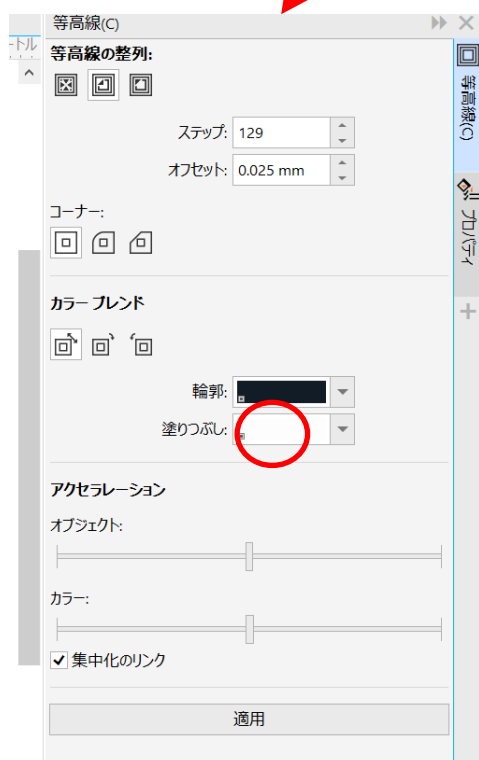 等高線(C)
ートル
等高線の整列:
ステップ: 129
オフセット: 0.025 mm
コーナー:
カラー ブレンド
輪郭:
塗りつぶし:
アクセラレーション
オブジェクト:
カラー:
集中化のリンク
適用
等高線(C)
プロパティ